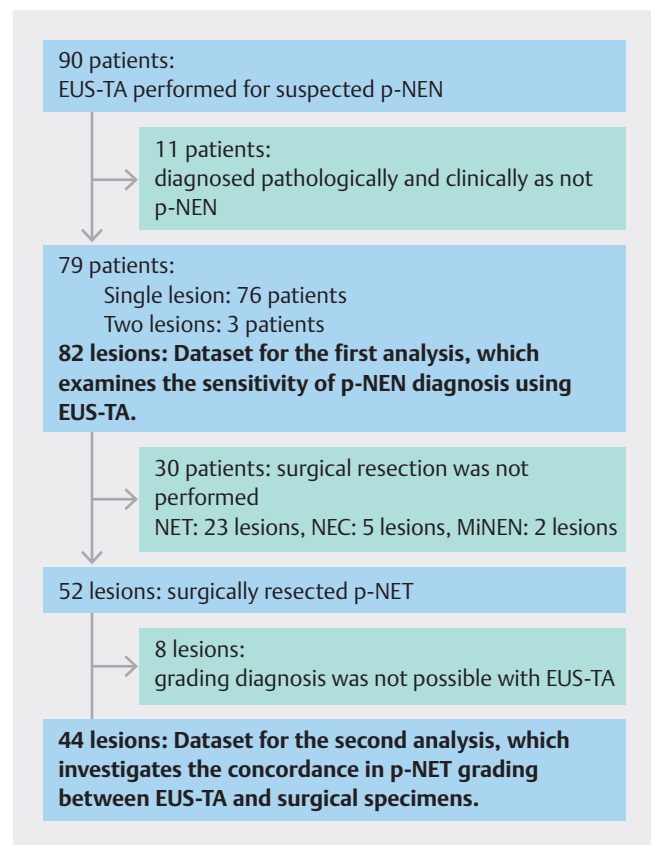 90 patients:
EUS-TA performed for suspected p-NEN
11 patients:
diagnosed pathologically and clinically as not
p-NEN
79 patients:
Single lesion: 76 patients
Two lesions: 3 patients
82 lesions: Dataset for the first analysis, which
examines the sensitivity of p-NEN diagnosis using
EUS-TA.
30 patients: surgical resection was not
performed
NET: 23 lesions, NEC: 5 lesions, MiNEN: 2 lesions
52 lesions: surgically resected p-NET
8 lesions:
grading diagnosis was not possible with EUS-TA
44 lesions: Dataset for the second analysis, which
investigates the concordance in p-NET grading
between EUS-TA and surgical specimens.